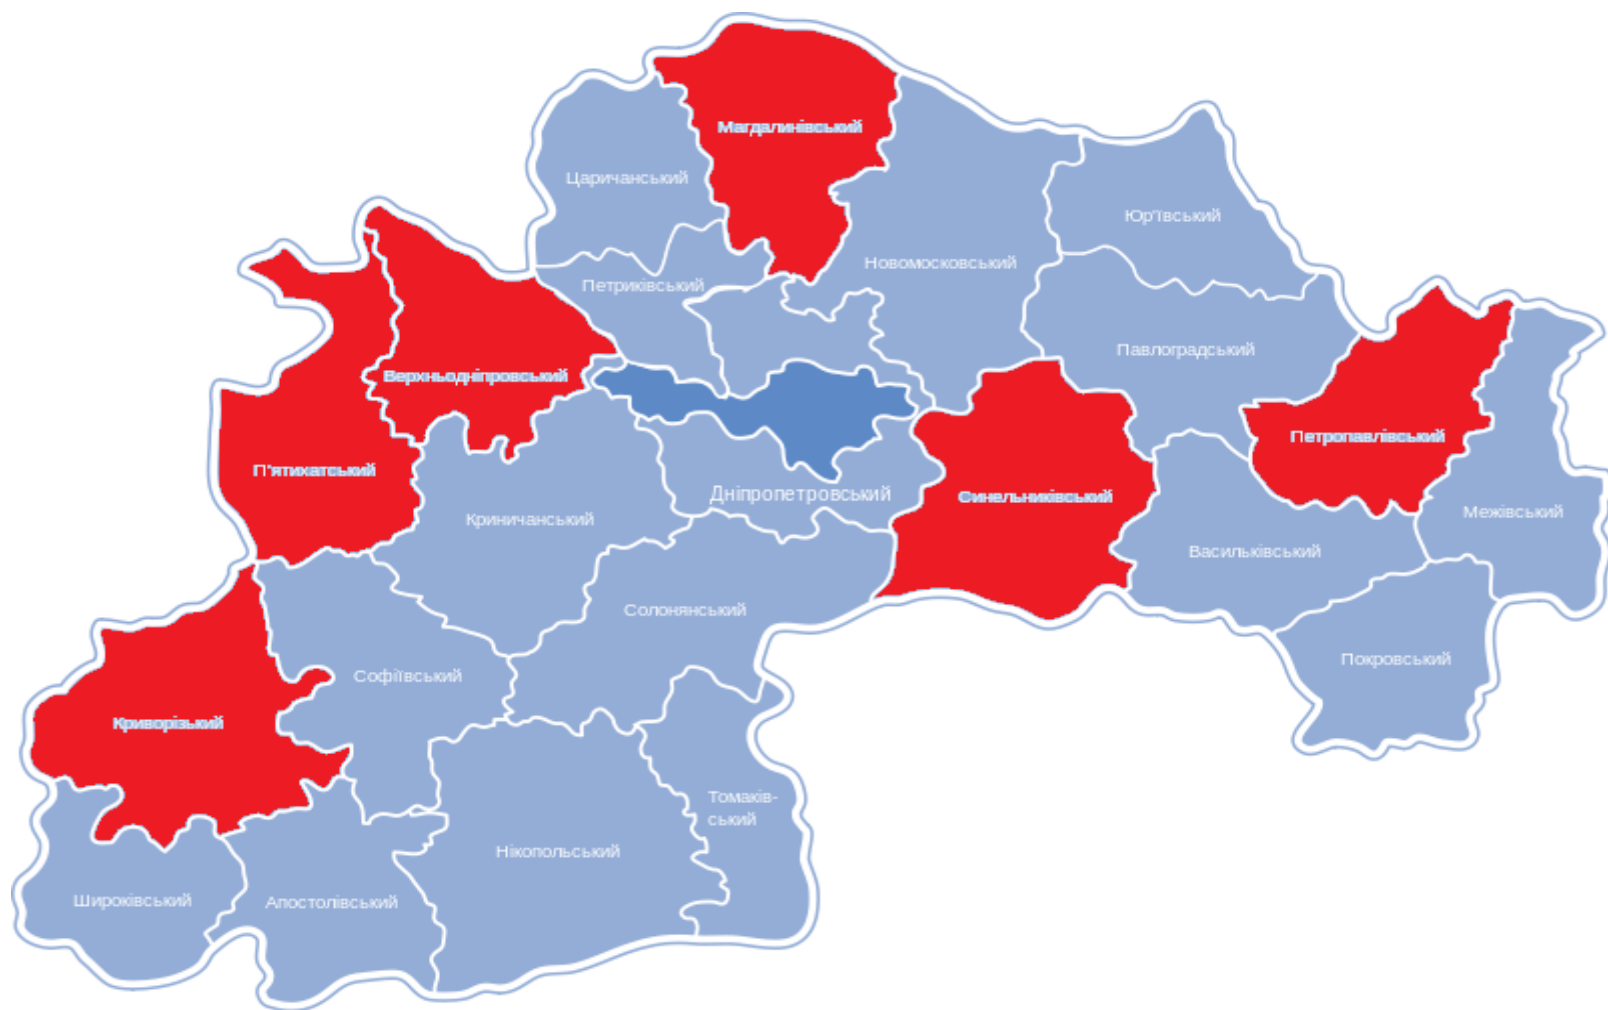 Магдалинівський
Царичанський
Юр'ївський
Новомосковський
Петриківський
Павлоградський
Верхньодніпровський
Петропавлівський
П'ятихатський
Дніпропетровський
Синельниківський
Межівський
Криничанський
Васильківський
Солонянський
Покровський
Софіївський
Криворізький
Томаків-
ський
Нікопольський
Широківський
Апостолівський